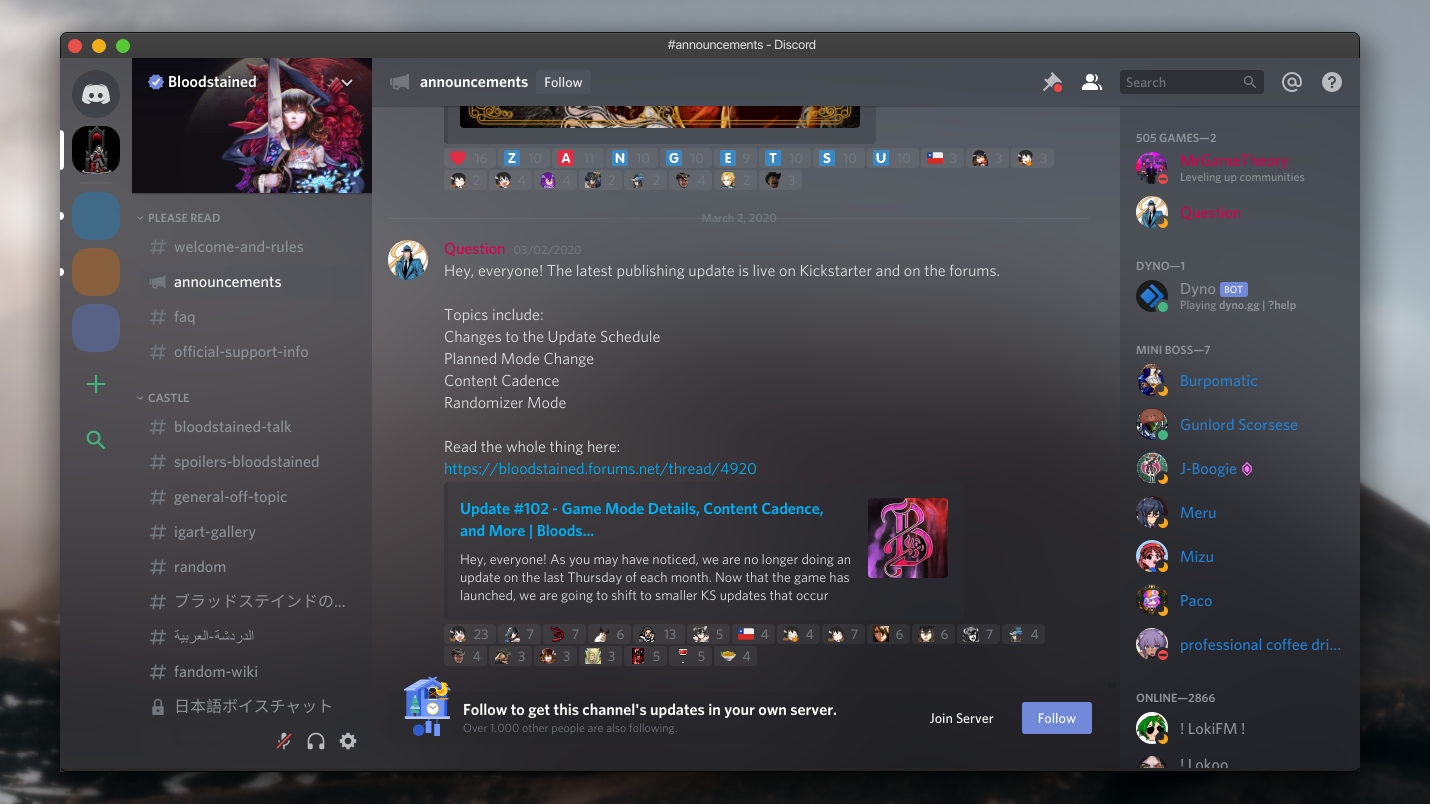 #announcements - Discord
Bloodstained
announcements
Follow
Search
PLEASE READ
welcome-and-rules
announcements
faq
official-support-info
CASTLE
bloodstained-talk
spoilers-bloodstained
general-off-topic
igart-gallery
random
ブラッドステインドの...
الدردشة-العربية
fandom-wiki
日本語ボイスチャット
16 Z 10 A 11 N 10 G 10 E 9 T 10 S 10 U 10 3 3 3
2 4 4 2 2 4 2 3
March 2, 2020
Question 03/02/2020
Hey, everyone! The latest publishing update is live on Kickstarter and on the forums.
Topics include:
Changes to the Update Schedule
Planned Mode Change
Content Cadence
Randomizer Mode
Read the whole thing here:
https://bloodstained.forums.net/thread/4920
Update #102 - Game Mode Details, Content Cadence,
and More | Bloods...
Hey, everyone! As you may have noticed, we are no longer doing an
update on the last Thursday of each month. Now that the game has
launched, we are going to shift to smaller KS updates that occur
B
23 7 7 6 13 5 4 4 7 6 6 7 4
4 3 3 3 5 5 4
Follow to get this channel's updates in your own server.
Over 1.000 other people are also following.
Join Server
Follow
505 GAMES—2
MrGameTheory
Leveling up communities
Question
DYNO—1
Dyno BOT
Playing dyno.gg | ?help
MINI BOSS—7
Burpomatic
Gunlord Scorsese
J-Boogie
Meru
Mizu
Paco
professional coffee dri...
ONLINE—2866
! LokiFM !
! Lokoo